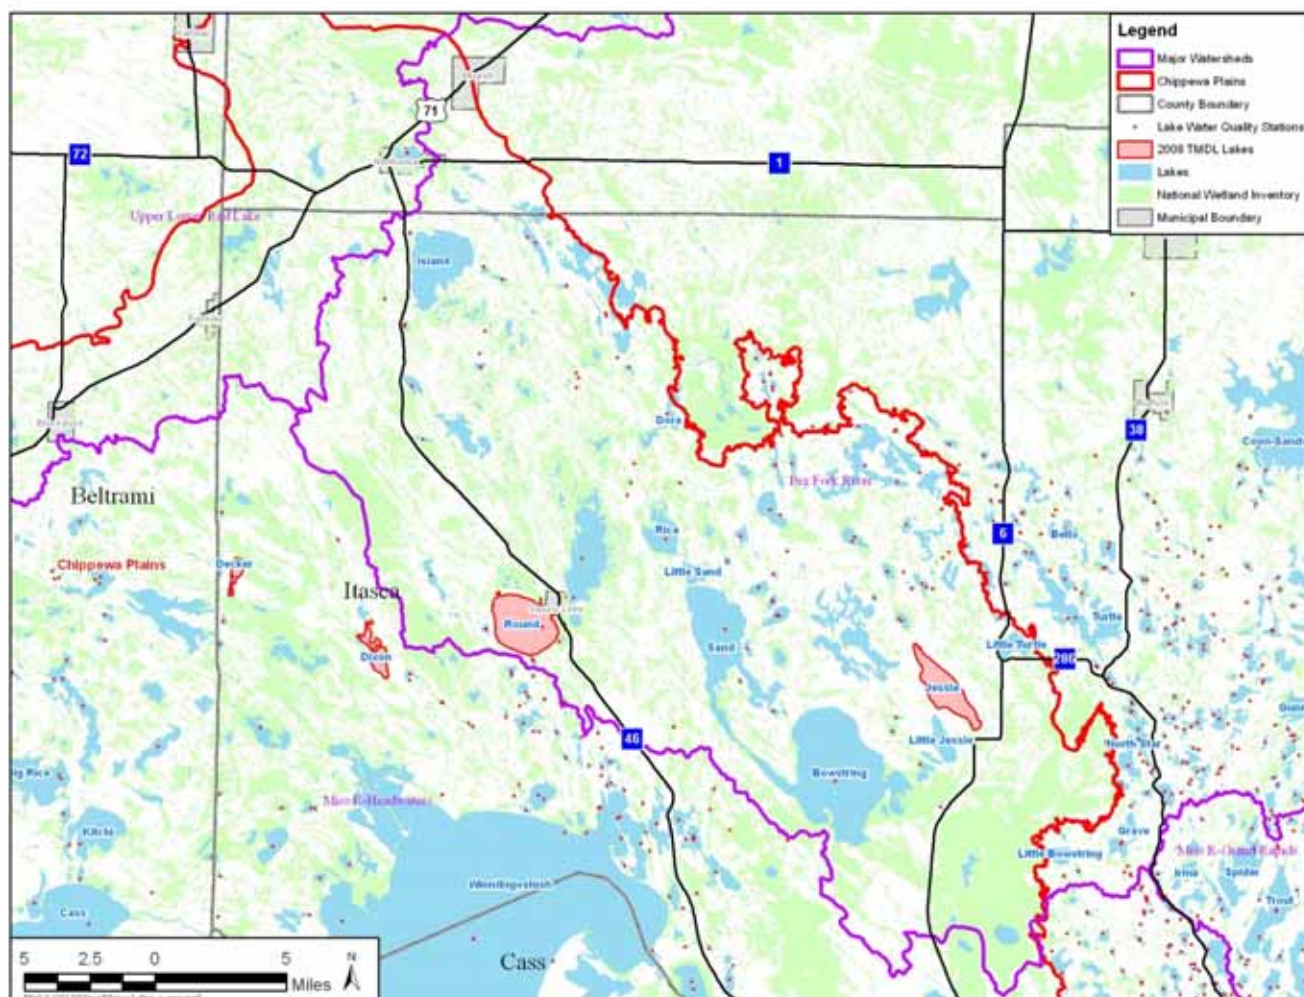 Legend
Major Watersheds
Chippewa Plains
County Boundary
Lake Water Quality Stations
2008 TMDL Lakes
Lakes
National Wetland Inventory
Municipal Boundary
71
72
1
Island
Dora
38
Big Fork River
Beltrami
Rice
6
Bello
Chippewa Plains
Decker
Little Sand
Itasca
Round
Turtle
Sand
Little Turtle
286
Dixon
Jessie
46
Little Jessie
North Star
Bowstring
Kitchi
Grave
Little Bowstring
Winnibigoshish
Spider
Trout
Cass
Cass
5 2.5 0 5
Miles
N